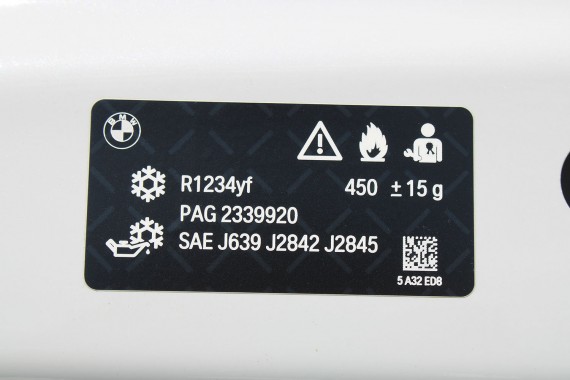 BMW
R1234yf 450 ± 15 g
PAG 2339920
SAE J639 J2842 J2845
5 A32 ED8